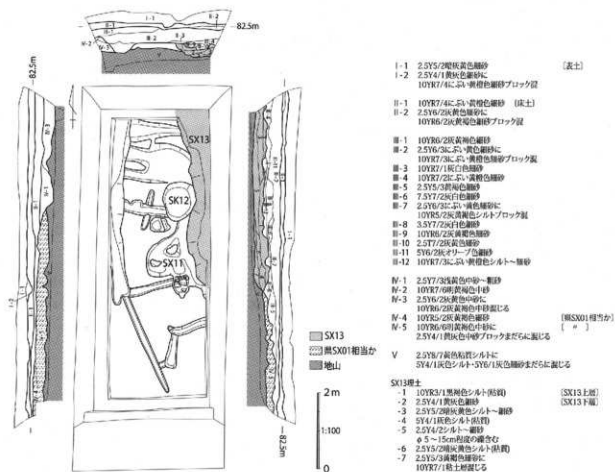 82.5m
82.5m
82.5m
SX13
SK12
SX11
SX13
県SX01相当か
地山
2m
1:100
0
I-1 2.5Y5/2暗灰黄色細砂 [表土]
I-2 2.5Y4/1黄灰色細砂に
10YR7/4にぶい黄橙色細砂ブロック混
II-1 10YR7/4にぶい黄橙色細砂 [床土]
II-2 2.5Y6/2灰黄色細砂に
10YR6/2灰黄褐色細砂ブロック混
III-1 10YR6/2灰黄褐色細砂
III-2 2.5Y6/3にぶい黄色細砂に
10YR7/3にぶい黄橙色細砂ブロック混
III-3 10YR7/1灰白色細砂
III-4 10YR7/2にぶい黄橙色細砂
III-5 2.5Y5/3黄褐色細砂
III-6 7.5Y7/2灰白色細砂
III-7 2.5Y6/3にぶい黄色細砂に
10YR5/2灰黄褐色シルトブロック混
III-8 3.5Y7/2灰白色細砂
III-9 10YR6/2灰黄褐色細砂
III-10 2.5T7/2灰黄色細砂
III-11 5Y6/2灰オリーブ色細砂
III-12 10YR7/3にぶい黄橙色シルト～細砂
IV-1 2.5Y7/3浅黄色中砂～粗砂
IV-2 10YR7/6明黄褐色中砂
IV-3 2.5Y6/2灰黄色中砂に
10YR6/2灰黄褐色中砂混じる
IV-4 10YR5/2灰黄褐色細砂 [県SX01相当か]
IV-5 10YR6/6明黄褐色中砂に [ 〃 ]
2.5Y4/1黄灰色中砂ブロックまだらに混じる
V 2.5Y8/7黄色粘質シルトに
5Y4/1灰色シルト・5Y6/1灰色細砂まだらに混じる
SX13埋土
-1 10YR3/1黒褐色シルト(粘質) [SX13上層]
-2 2.5Y4/1黄灰色細砂 [SX13下層]
-3 2.5Y5/2暗灰黄色シルト～細砂
-4 5Y4/1灰色シルト(粘質)
-5 2.5Y4/2シルト～細砂
φ5～15cm程度の礫含む
-6 2.5Y5/2暗灰黄色シルト(粘質)
-7 2.5Y5/3黄褐色細砂に
10YR7/1粘土層混じ